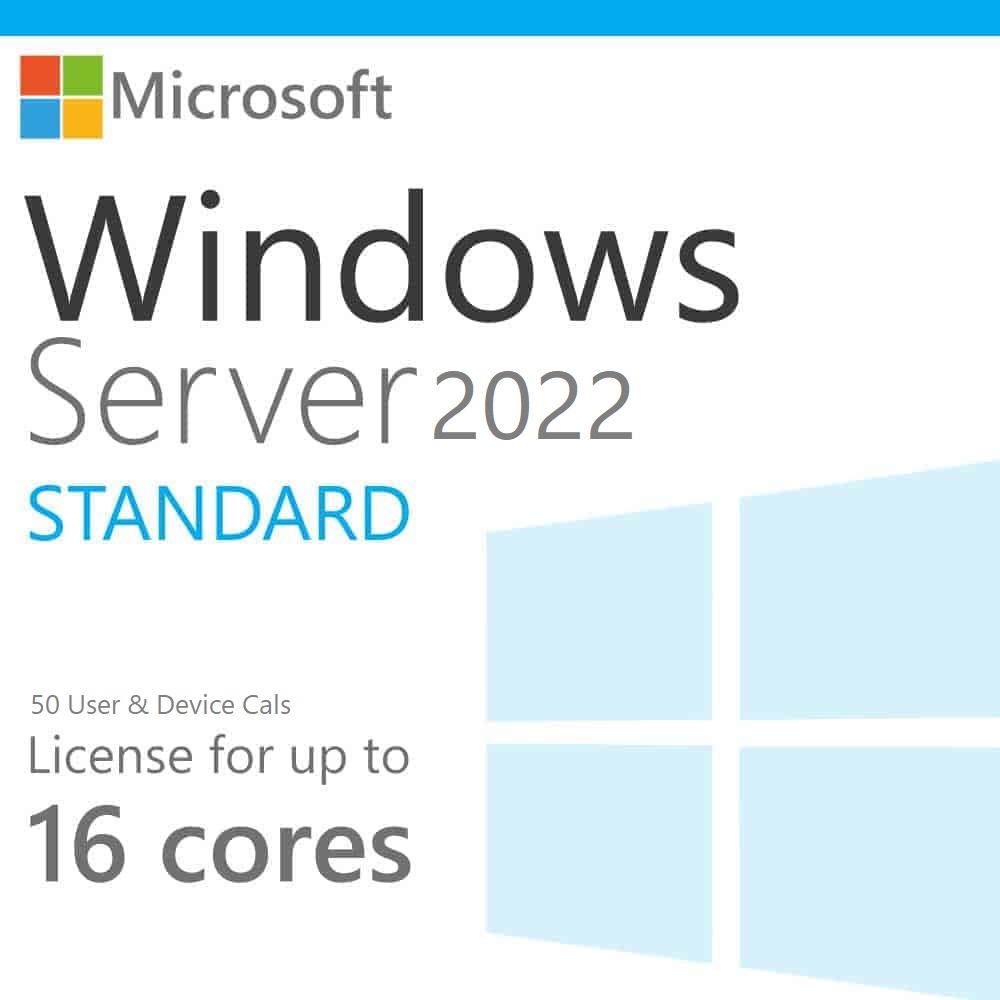 Microsoft
Windows
Server 2022
STANDARD
50 User & Device Cals
License for up to
16 cores